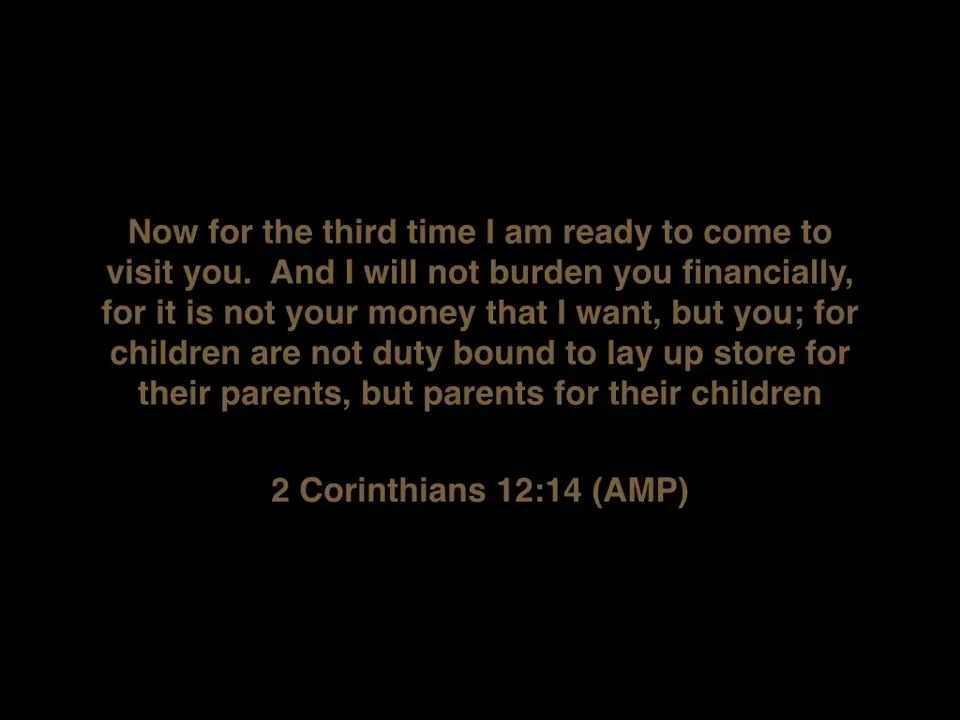 Now for the third time I am ready to come to
visit you.  And I will not burden you financially,
for it is not your money that I want, but you; for
children are not duty bound to lay up store for
their parents, but parents for their children
2 Corinthians 12:14 (AMP)